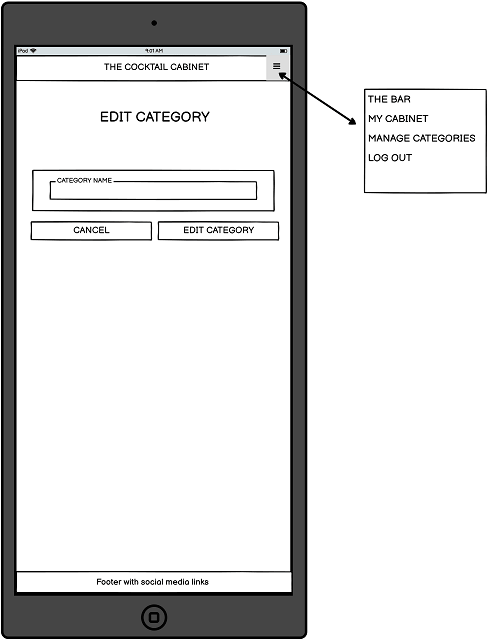 iPod 9:01 AM
THE COCKTAIL CABINET
EDIT CATEGORY
CATEGORY NAME
CANCEL
EDIT CATEGORY
Footer with social media links
THE BAR
MY CABINET
MANAGE CATEGORIES
LOG OUT